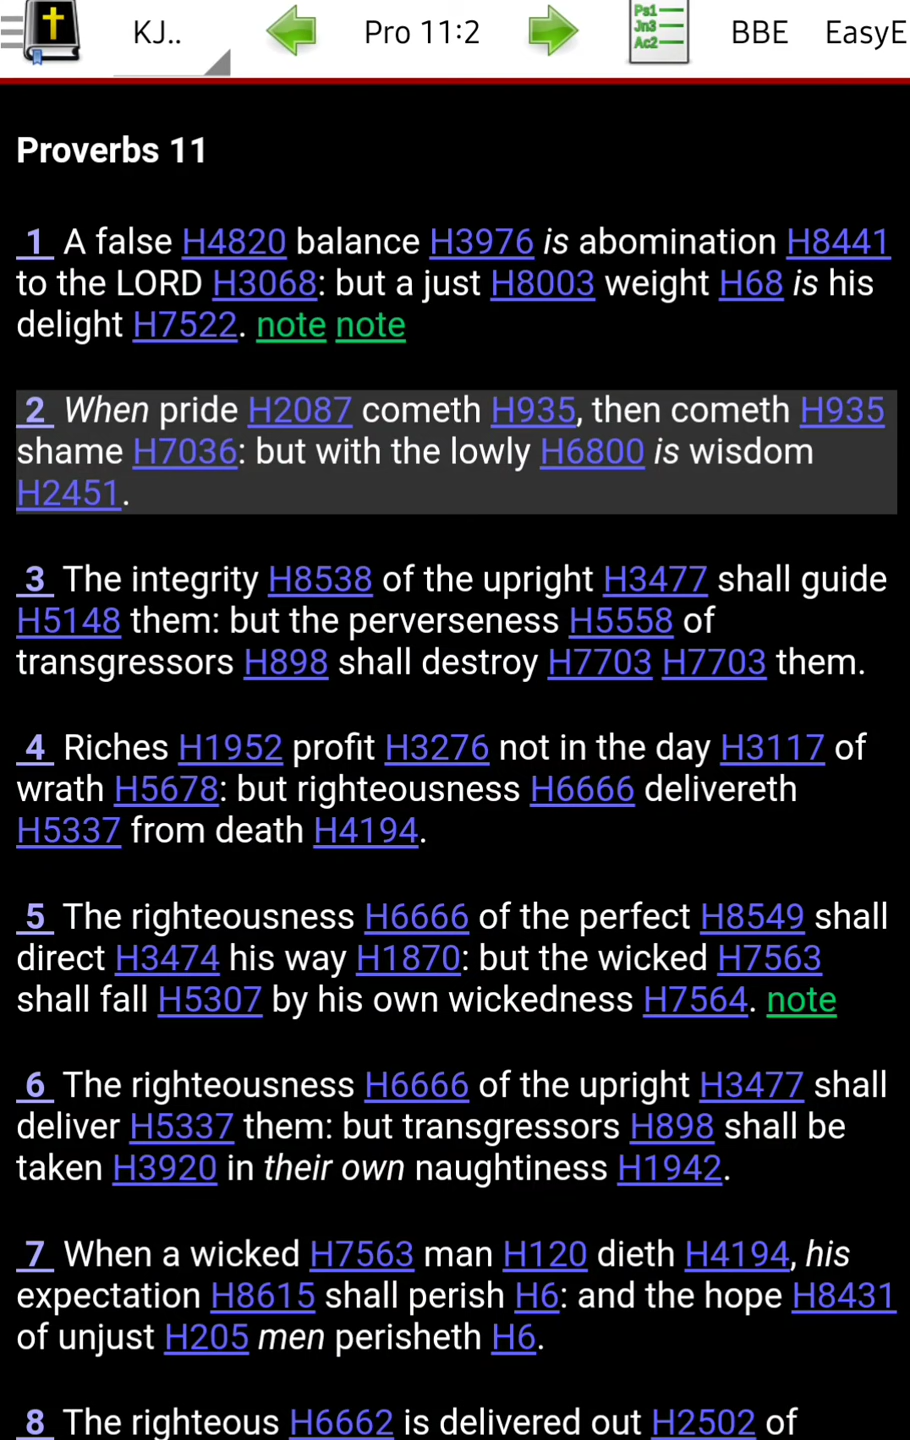 KJ..
Pro 11:2
Ps1
Jn3
Ac2
BBE
EasyE
Proverbs 11
1 A false H4820 balance H3976 is abomination H8441
to the LORD H3068: but a just H8003 weight H68 is his
delight H7522. note note
2 When pride H2087 cometh H935, then cometh H935
shame H7036: but with the lowly H6800 is wisdom
H2451.
3 The integrity H8538 of the upright H3477 shall guide
H5148 them: but the perverseness H5558 of
transgressors H898 shall destroy H7703 H7703 them.
4 Riches H1952 profit H3276 not in the day H3117 of
wrath H5678: but righteousness H6666 delivereth
H5337 from death H4194.
5 The righteousness H6666 of the perfect H8549 shall
direct H3474 his way H1870: but the wicked H7563
shall fall H5307 by his own wickedness H7564. note
6 The righteousness H6666 of the upright H3477 shall
deliver H5337 them: but transgressors H898 shall be
taken H3920 in their own naughtiness H1942.
7 When a wicked H7563 man H120 dieth H4194, his
expectation H8615 shall perish H6: and the hope H8431
of unjust H205 men perisheth H6.
8 The righteous H6662 is delivered out H2502 of